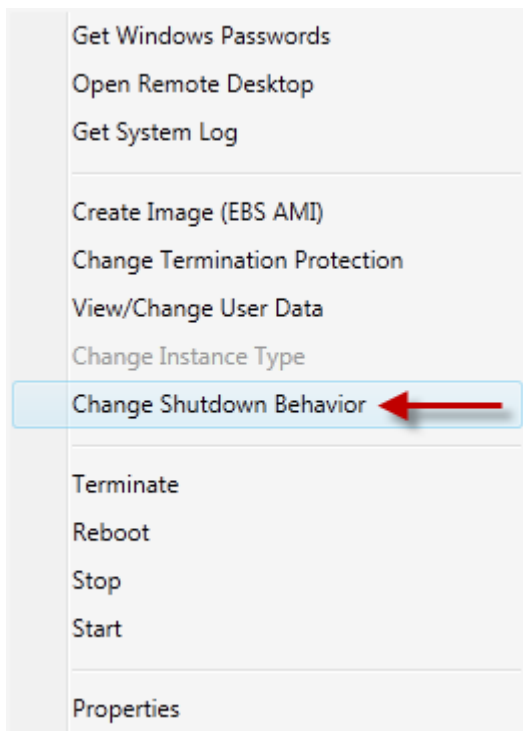 Get Windows Passwords
Open Remote Desktop
Get System Log
Create Image (EBS AMI)
Change Termination Protection
View/Change User Data
Change Instance Type
Change Shutdown Behavior
Terminate
Reboot
Stop
Start
Properties